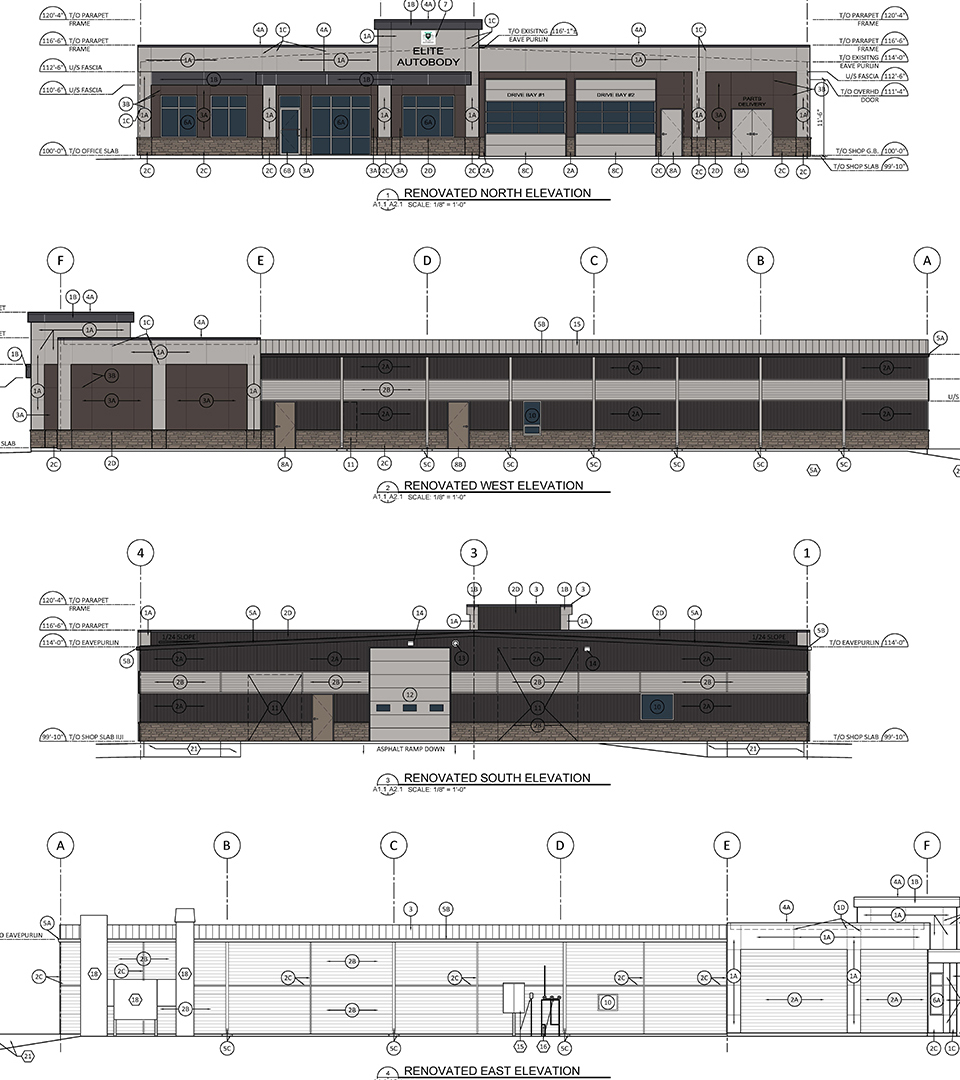 120'-4" T/O PARAPET FRAME
116'-6" T/O PARAPET FRAME
112'-6" U/S FASCIA
110'-6" U/S FASCIA
100'-0" T/O OFFICE SLAB
1B 4A 7
4A 1C 4A 1A 1C 4A 1C
T/O EXISITNG 116'-1"±
EAVE PURLIN
ELITE
AUTOBODY
1A 1A 1A
1B 1B
3B 1C 1A 6A 3A 1A 6A 1A 3A 6A 1A 3A 1A 3B
DRIVE BAY #1 DRIVE BAY #2
PARTS
DELIVERY
T/O PARAPET FRAME 120'-4"
T/O PARAPET FRAME 116'-6"
T/O EXISITNG EAVE PURLIN 114'-0"
U/S FASCIA 112'-6"
T/O OVERHD DOOR 111'-4"
11'-6"
T/O SHOP G.B. 100'-0"
T/O SHOP SLAB 99'-10"
2C 2C 2C 6B 3A 3A 2C 3A 2D 2C 2A 8C 2A 8C 2C 8A 2C 2D 8A 2C 2C
1 RENOVATED NORTH ELEVATION
A1.1 A2.1 SCALE: 1/8" = 1'-0"
F E D C B A
1B 4A 1C 4A 5B 15 5A
1A 1A
1B 1A 3B 3A 3A 1A 3A
2A 2A 2A
2B
2A 10 2A 2A
SLAB
U/S
2C 2D 8A 11 2C 5C 8B 5C 5C 5C 5C 5C 5A
2 RENOVATED WEST ELEVATION
A1.1 A2.1 SCALE: 1/8" = 1'-0"
4 3 1
120'-4" T/O PARAPET FRAME
116'-6" T/O PARAPET
114'-0" T/O EAVEPURLIN
1A 5A 2D 14 1B 2D 3 1B 3 2D 5A 5B
1A 1A
1/24 SLOPE 1/24 SLOPE
T/O EAVEPURLIN 114'-0"
5B 2A 2A 13 2A 14 2A
2B 2B 2B 2B
2A 11 12 11 10 2A
2B
99'-10" T/O SHOP SLAB
T/O SHOP SLAB 99'-10"
21 ASPHALT RAMP DOWN 21
3 RENOVATED SOUTH ELEVATION
A1.1 A2.1 SCALE: 1/8" = 1'-0"
A B C D E F
5A 3 5B 4A 1D 4A 1B
O EAVEPURLIN
1A 1A
2C 18 2B 2C 18 18 2B 2B 2C 2C 2C 2C 1A 1A
2B 10 2A 2A 6A
21 5C 5C 15 16 5C 2C 1C
4 RENOVATED EAST ELEVATION